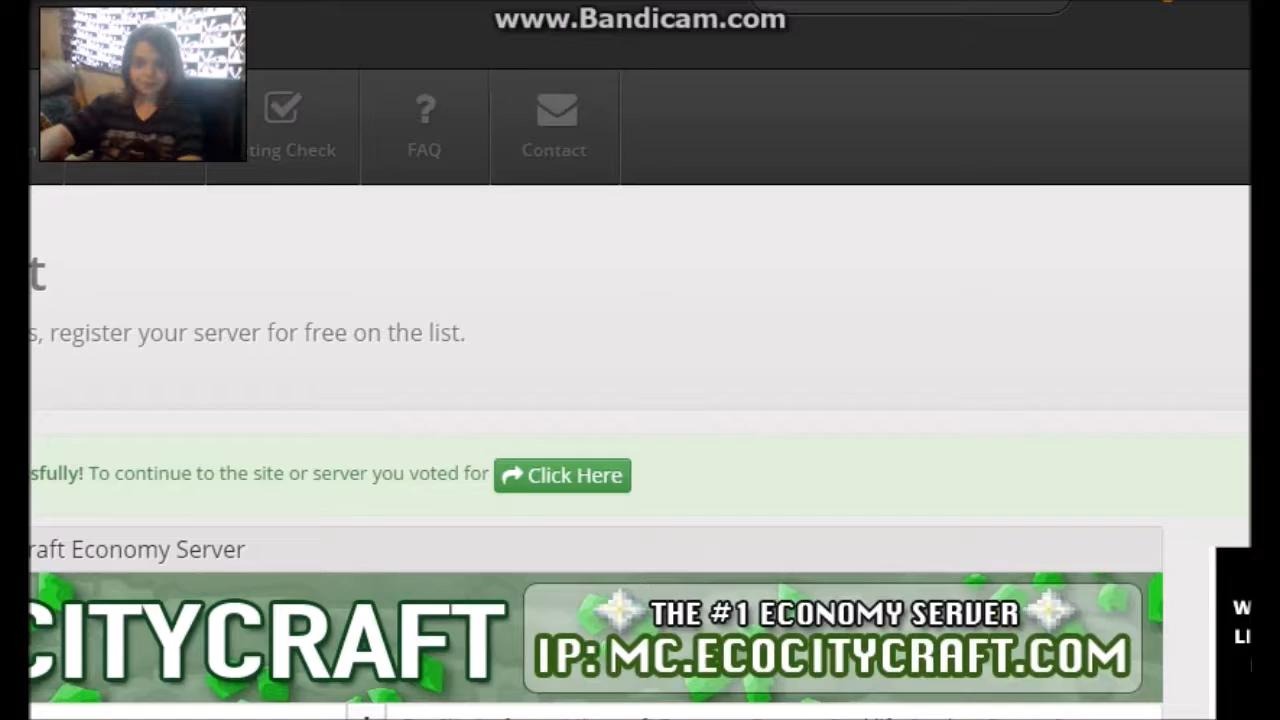 www.Bandicam.com
ting Check
FAQ
Contact
t
s, register your server for free on the list.
sfully! To continue to the site or server you voted for Click Here
raft Economy Server
CITYCRAFT
THE #1 ECONOMY SERVER
IP: MC.ECOCITYCRAFT.COM
W
LI